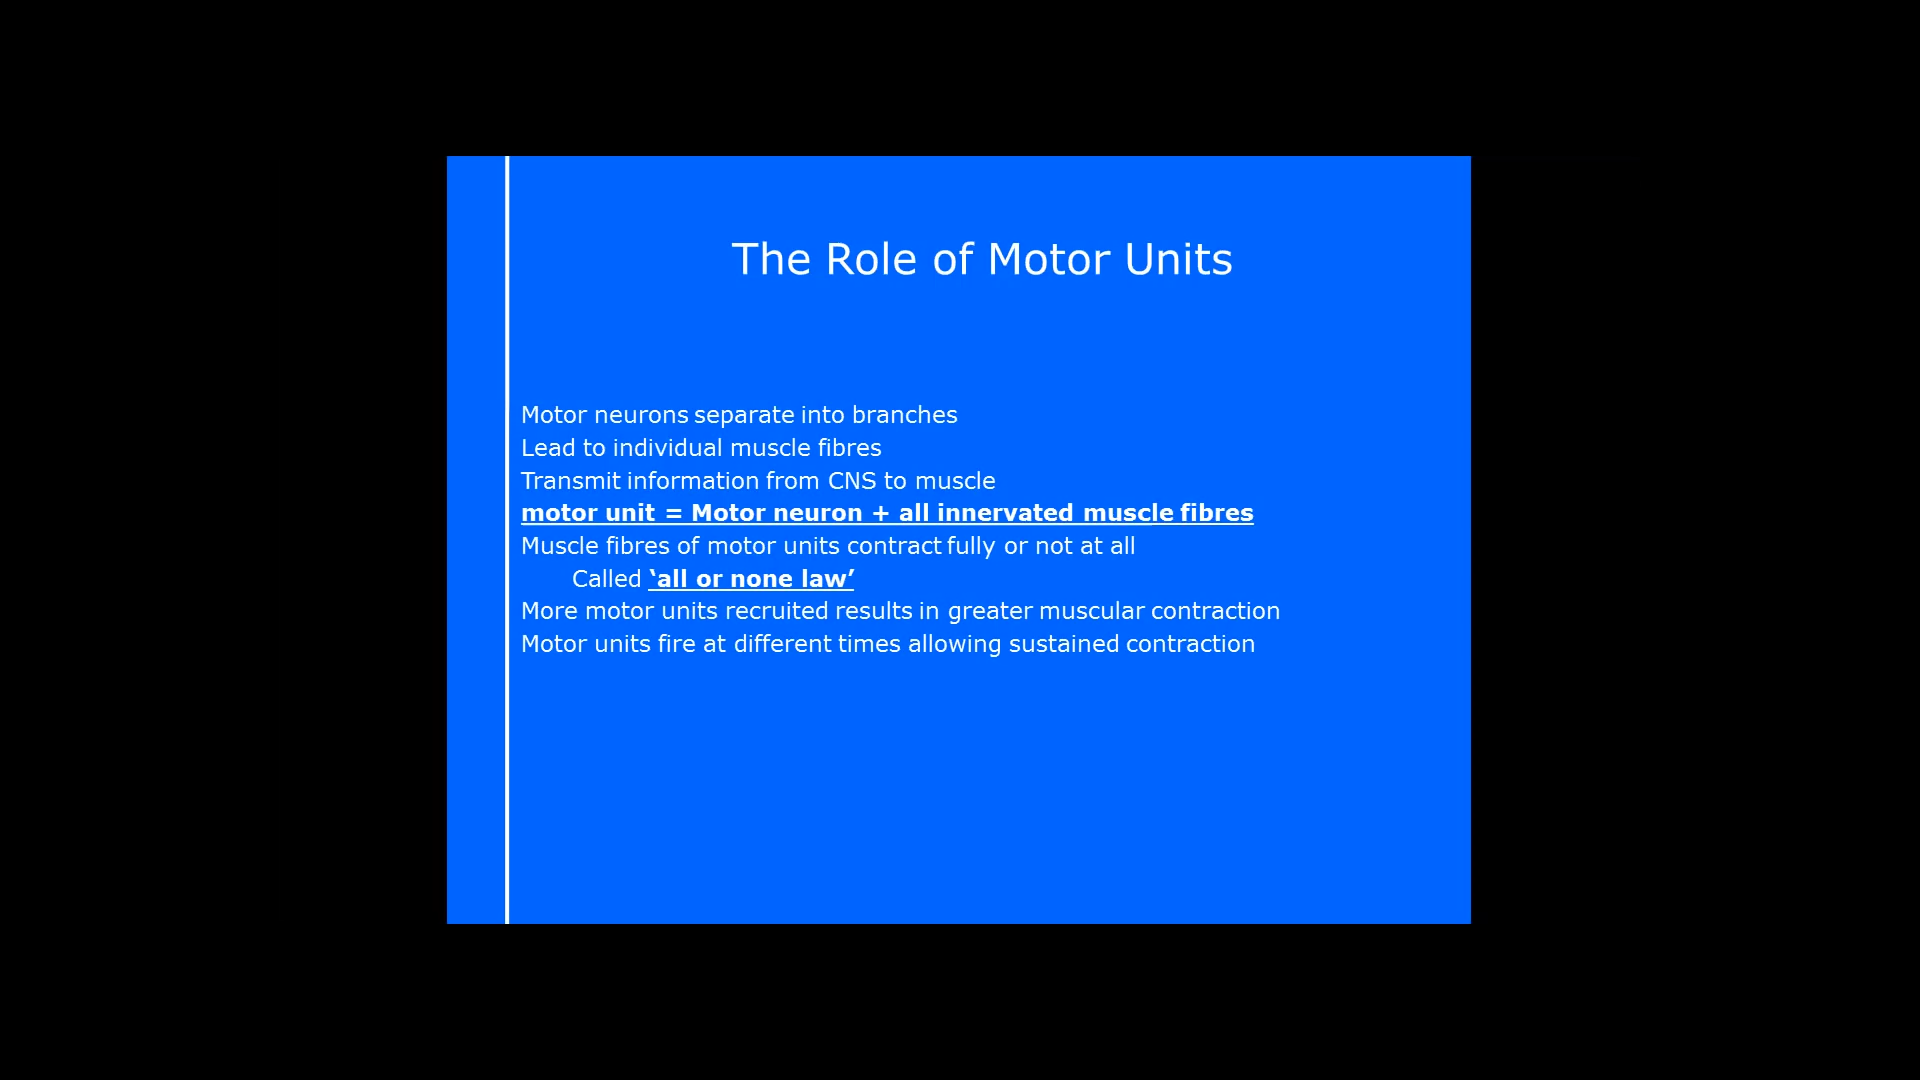 The Role of Motor Units
Motor neurons separate into branches
Lead to individual muscle fibres
Transmit information from CNS to muscle
motor unit = Motor neuron + all innervated muscle fibres
Muscle fibres of motor units contract fully or not at all
Called ‘all or none law’
More motor units recruited results in greater muscular contraction
Motor units fire at different times allowing sustained contraction